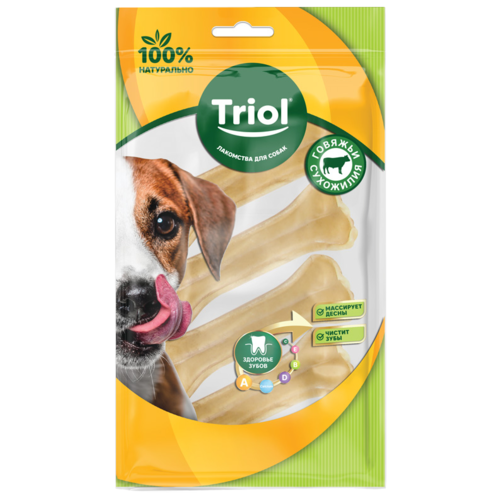 100%
НАТУРАЛЬНО
Triol®
ЛАКОМСТВА ДЛЯ СОБАК
ГОВЯЖЬИ
СУХОЖИЛИЯ
МАССИРУЕТ
ДЕСНЫ
ЧИСТИТ
ЗУБЫ
ЗДОРОВЬЕ
ЗУБОВ
A
D